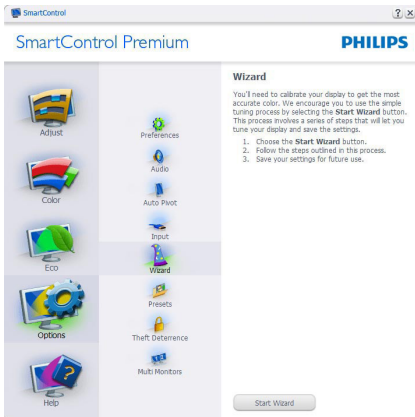 SmartControl
SmartControl Premium
PHILIPS
Adjust
Color
Eco
Options
Help
Preferences
Audio
Auto Pivot
Input
Wizard
Presets
Theft Deterrence
Multi Monitors
Wizard
You'll need to calibrate your display to get the most
accurate color. We encourage you to use the simple
tuning process by selecting the Start Wizard button.
This process involves a series of steps that will let you
tune your display and save the settings.
1. Choose the Start Wizard button.
2. Follow the steps outlined in this process.
3. Save your settings for future use.
Start Wizard